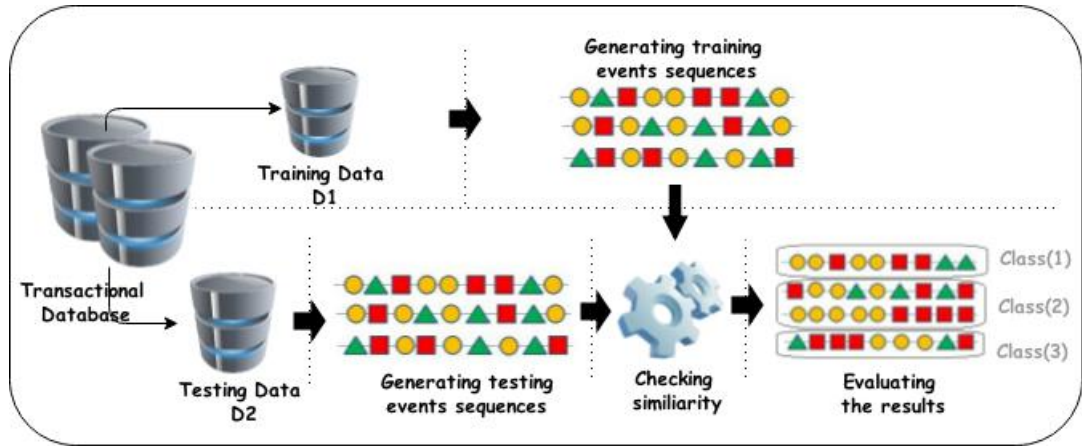 Generating training
events sequences
Training Data
D1
Transactional
Database
Testing Data
D2
Generating testing
events sequences
Checking
similiarity
Class(1)
Class(2)
Class(3)
Evaluating
the results